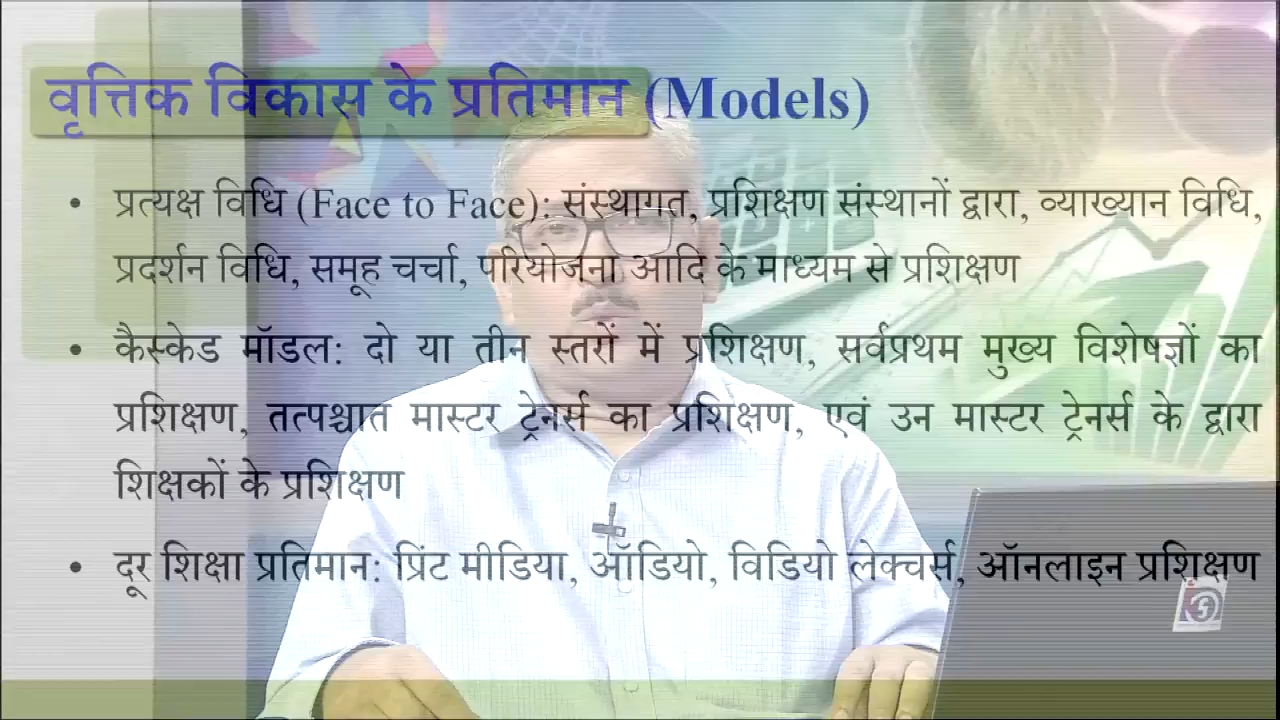 वृत्तिक विकास के प्रतिमान (Models)
• प्रत्यक्ष विधि (Face to Face): संस्थागत, प्रशिक्षण संस्थानों द्वारा, व्याख्यान विधि,
प्रदर्शन विधि, समूह चर्चा, परियोजना आदि के माध्यम से प्रशिक्षण
• कैस्केड मॉडल: दो या तीन स्तरों में प्रशिक्षण, सर्वप्रथम मुख्य विशेषज्ञों का
प्रशिक्षण, तत्पश्चात मास्टर ट्रेनर्स का प्रशिक्षण, एवं उन मास्टर ट्रेनर्स के द्वारा
शिक्षकों के प्रशिक्षण
• दूर शिक्षा प्रतिमान: प्रिंट मीडिया, ऑडियो, विडियो लेक्चर्स, ऑनलाइन प्रशिक्षण